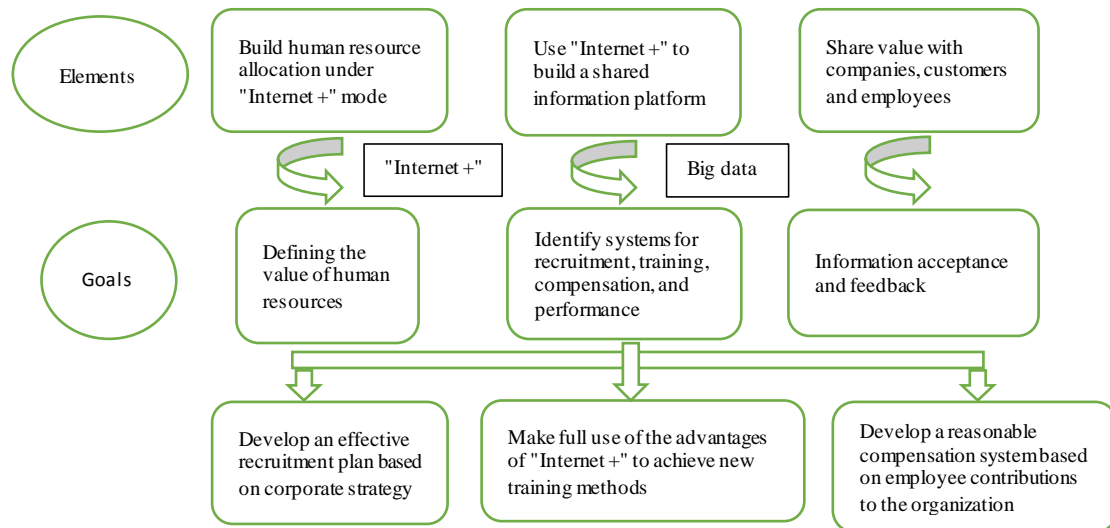 Elements
Build human resource
allocation under
"Internet+" mode
Use "Internet+" to
build a shared
information platform
Share value with
companies, customers
and employees
"Internet+"
Big data
Goals
Defining the
value of human
resources
Identify systems for
recruitment, training,
compensation, and
performance
Information acceptance
and feedback
Develop an effective
recruitment plan based
on corporate strategy
Make full use of the advantages
of "Internet+" to achieve new
training methods
Develop a reasonable
compensation system based
on employee contributions
to the organization